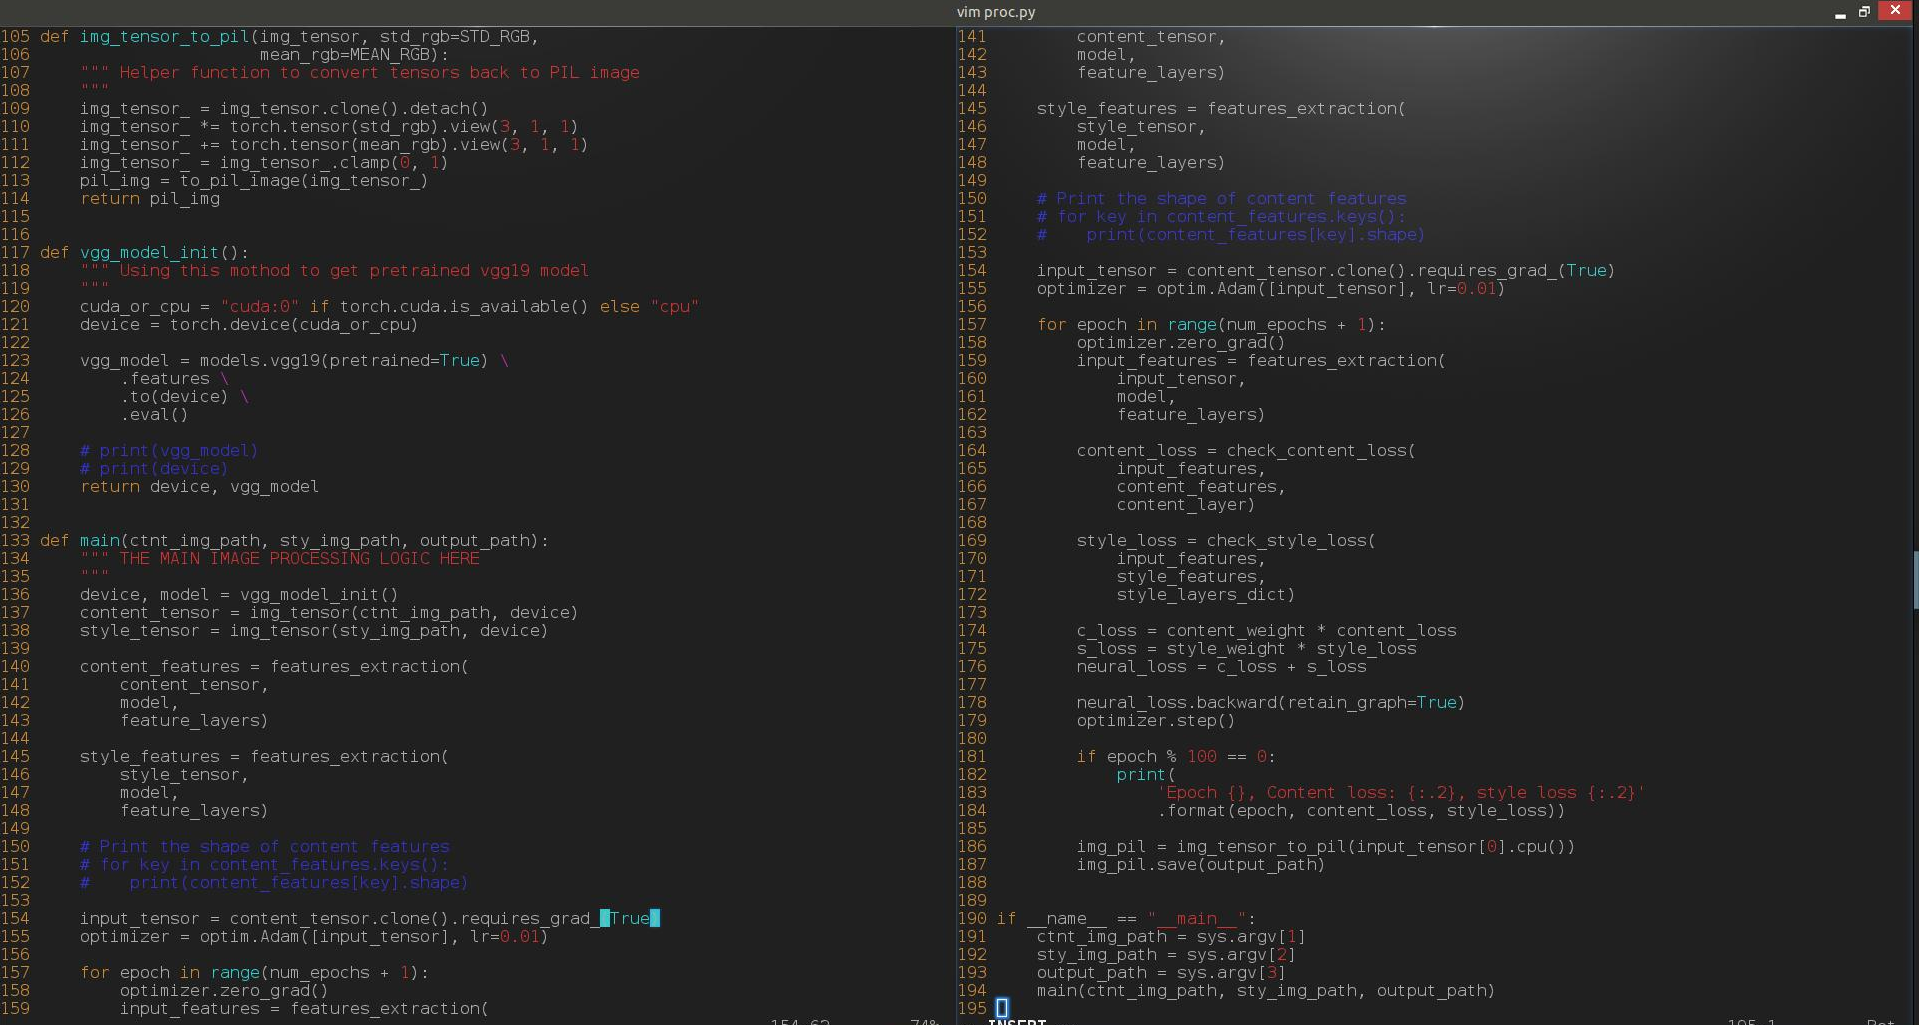 vim proc.py
105 def img_tensor_to_pil(img_tensor, std_rgb=STD_RGB,
106                       mean_rgb=MEAN_RGB):
107     """ Helper function to convert tensors back to PIL image
108     """
109     img_tensor_ = img_tensor.clone().detach()
110     img_tensor_ *= torch.tensor(std_rgb).view(3, 1, 1)
111     img_tensor_ += torch.tensor(mean_rgb).view(3, 1, 1)
112     img_tensor_ = img_tensor_.clamp(0, 1)
113     pil_img = to_pil_image(img_tensor_)
114     return pil_img
115
116
117 def vgg_model_init():
118     """ Using this mothod to get pretrained vgg19 model
119     """
120     cuda_or_cpu = "cuda:0" if torch.cuda.is_available() else "cpu"
121     device = torch.device(cuda_or_cpu)
122
123     vgg_model = models.vgg19(pretrained=True) \
124         .features \
125         .to(device) \
126         .eval()
127
128     # print(vgg_model)
129     # print(device)
130     return device, vgg_model
131
132
133 def main(ctnt_img_path, sty_img_path, output_path):
134     """ THE MAIN IMAGE PROCESSING LOGIC HERE
135     """
136     device, model = vgg_model_init()
137     content_tensor = img_tensor(ctnt_img_path, device)
138     style_tensor = img_tensor(sty_img_path, device)
139
140     content_features = features_extraction(
141         content_tensor,
142         model,
143         feature_layers)
144
145     style_features = features_extraction(
146         style_tensor,
147         model,
148         feature_layers)
149
150     # Print the shape of content features
151     # for key in content_features.keys():
152     #    print(content_features[key].shape)
153
154     input_tensor = content_tensor.clone().requires_grad_(True)
155     optimizer = optim.Adam([input_tensor], lr=0.01)
156
157     for epoch in range(num_epochs + 1):
158         optimizer.zero_grad()
159         input_features = features_extraction(
141         content_tensor,
142         model,
143         feature_layers)
144
145     style_features = features_extraction(
146         style_tensor,
147         model,
148         feature_layers)
149
150     # Print the shape of content features
151     # for key in content_features.keys():
152     #    print(content_features[key].shape)
153
154     input_tensor = content_tensor.clone().requires_grad_(True)
155     optimizer = optim.Adam([input_tensor], lr=0.01)
156
157     for epoch in range(num_epochs + 1):
158         optimizer.zero_grad()
159         input_features = features_extraction(
160             input_tensor,
161             model,
162             feature_layers)
163
164         content_loss = check_content_loss(
165             input_features,
166             content_features,
167             content_layer)
168
169         style_loss = check_style_loss(
170             input_features,
171             style_features,
172             style_layers_dict)
173
174         c_loss = content_weight * content_loss
175         s_loss = style_weight * style_loss
176         neural_loss = c_loss + s_loss
177
178         neural_loss.backward(retain_graph=True)
179         optimizer.step()
180
181         if epoch % 100 == 0:
182             print(
183                 'Epoch {}, Content loss: {:.2}, style loss {:.2}'
184                 .format(epoch, content_loss, style_loss))
185
186         img_pil = img_tensor_to_pil(input_tensor[0].cpu())
187         img_pil.save(output_path)
188
189
190 if __name__ == "__main__":
191     ctnt_img_path = sys.argv[1]
192     sty_img_path = sys.argv[2]
193     output_path = sys.argv[3]
194     main(ctnt_img_path, sty_img_path, output_path)
195